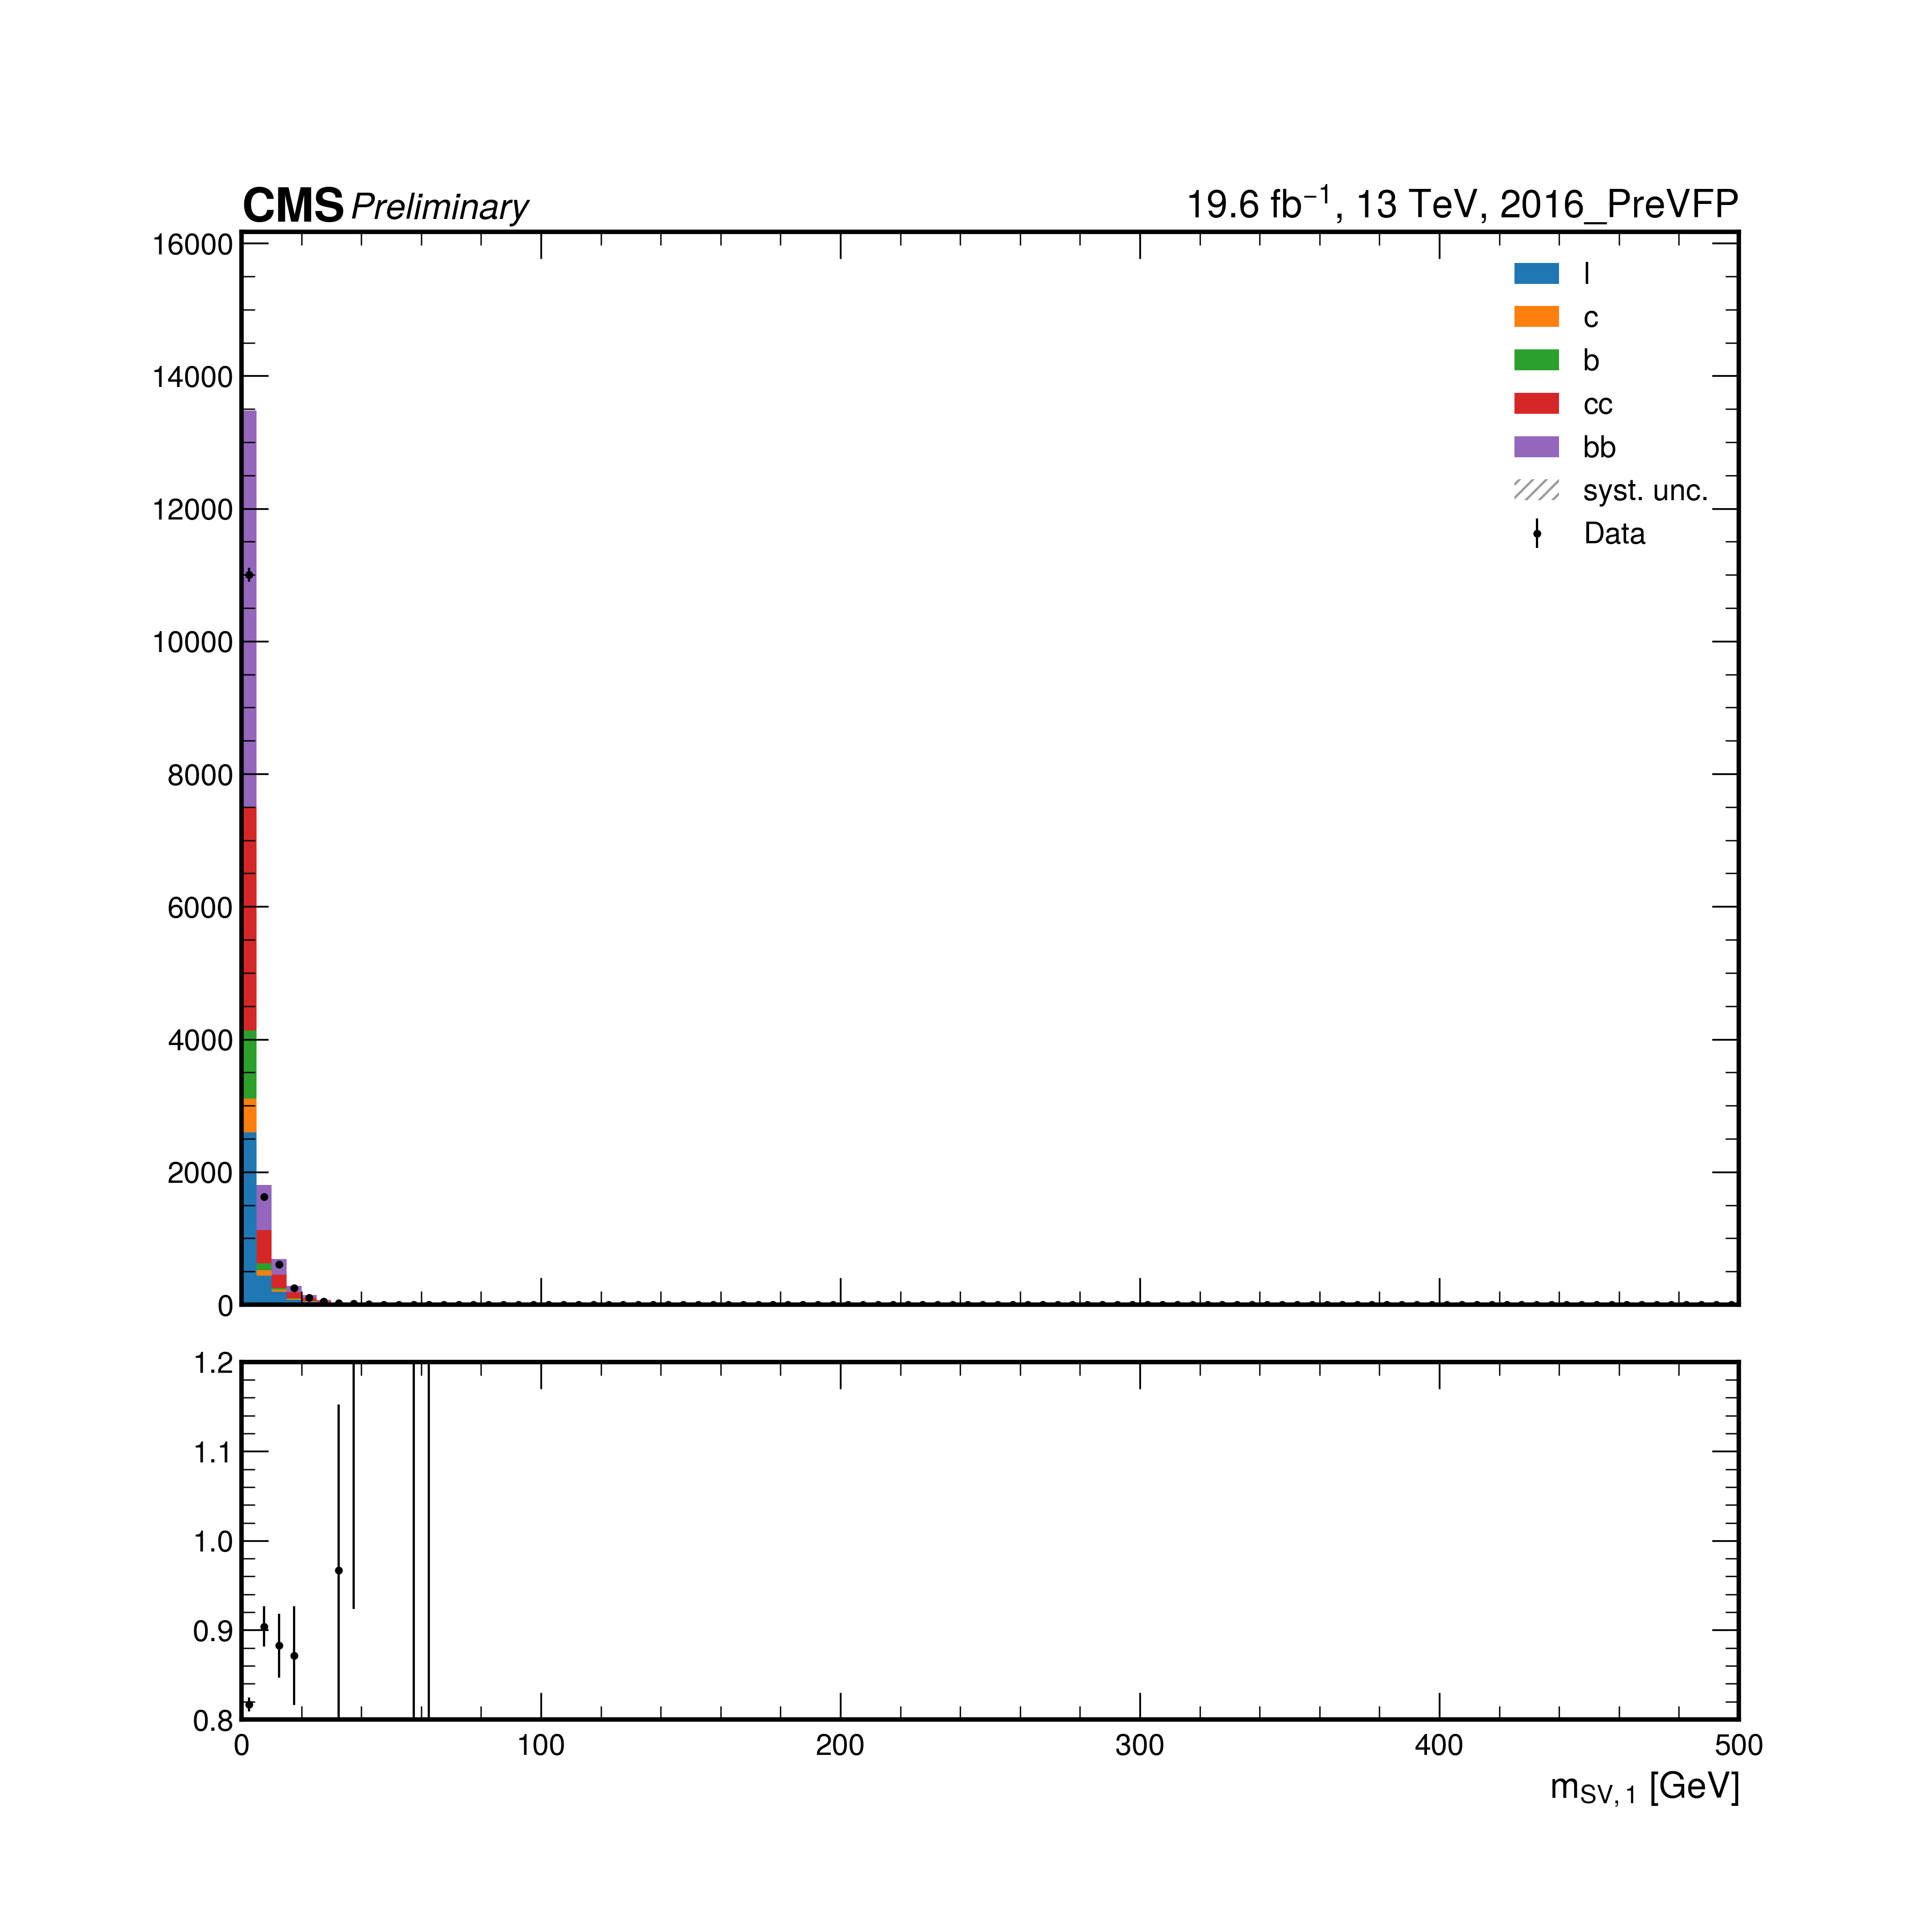 CMS Preliminary
19.6 fb⁻¹, 13 TeV, 2016_PreVFP
16000
14000
12000
10000
8000
6000
4000
2000
0
l
c
b
cc
bb
syst. unc.
Data
1.2
1.1
1.0
0.9
0.8
0 100 200 300 400 500
m_{SV, 1} [GeV]